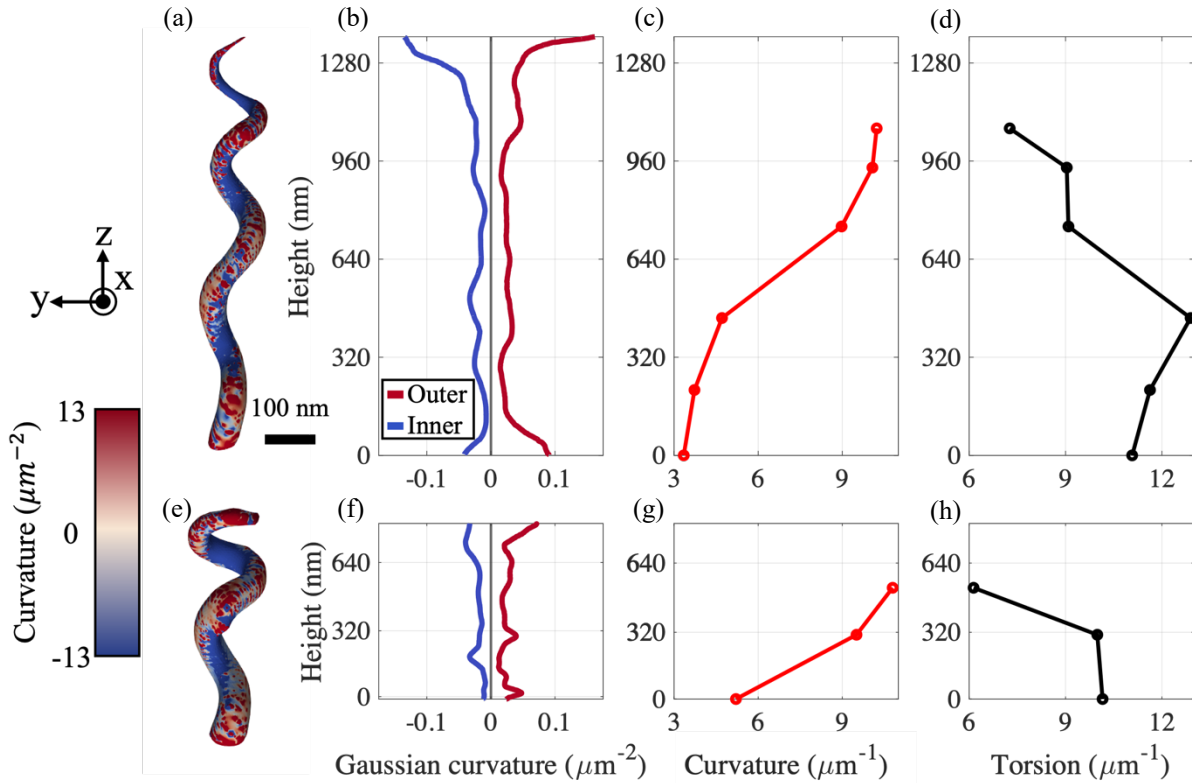 (a) (b) (c) (d)
1280 1280 1280
960 960 960
640 640 640
320 320 320
0 0 0
Height (nm)
-0.1 0 0.1
3 6 9
6 9 12
Outer
Inner
100 nm
z
x
y
Curvature (μm⁻²)
13
0
-13
(e) (f) (g) (h)
640 640 640
320 320 320
0 0 0
Height (nm)
-0.1 0 0.1
3 6 9
6 9 12
Gaussian curvature (μm⁻²) Curvature (μm⁻¹) Torsion (μm⁻¹)